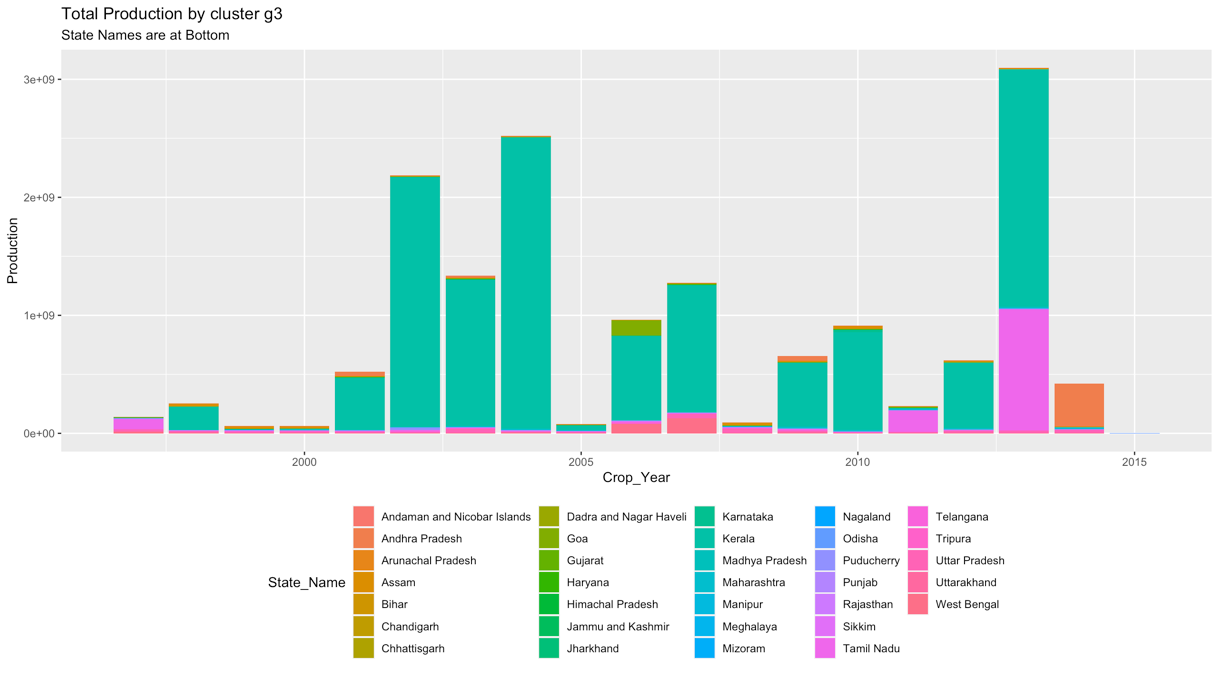 Total Production by cluster g3
State Names are at Bottom
Production
3e+09
2e+09
1e+09
0e+00
2000 2005 2010 2015
Crop_Year
State_Name
Andaman and Nicobar Islands Dadra and Nagar Haveli Karnataka Nagaland Telangana
Andhra Pradesh Goa Kerala Odisha Tripura
Arunachal Pradesh Gujarat Madhya Pradesh Puducherry Uttar Pradesh
Assam Haryana Maharashtra Punjab Uttarakhand
Bihar Himachal Pradesh Manipur Rajasthan West Bengal
Chandigarh Jammu and Kashmir Meghalaya Sikkim
Chhattisgarh Jharkhand Mizoram Tamil Nadu